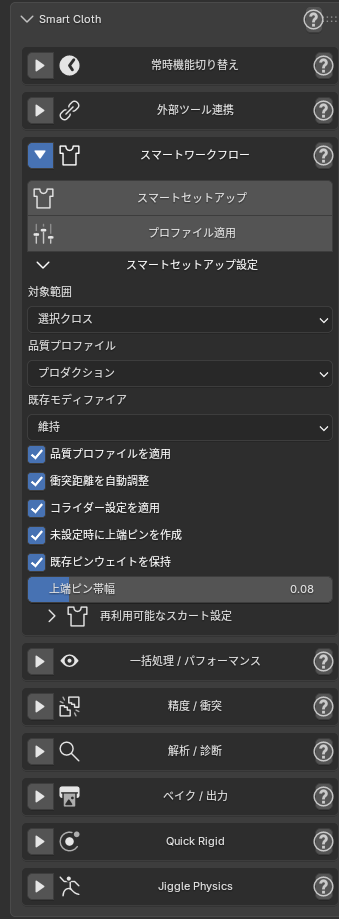 Smart Cloth
常時機能切り替え
外部ツール連携
スマートワークフロー
スマートセットアップ
プロファイル適用
スマートセットアップ設定
対象範囲
選択クロス
品質プロファイル
プロダクション
既存モディファイア
維持
品質プロファイルを適用
衝突距離を自動調整
コライダー設定を適用
未設定時に上端ピンを作成
既存ピンウェイトを保持
上端ピン帯幅 0.08
再利用可能なスカート設定
一括処理 / パフォーマンス
精度 / 衝突
解析 / 診断
ベイク / 出力
Quick Rigid
Jiggle Physics